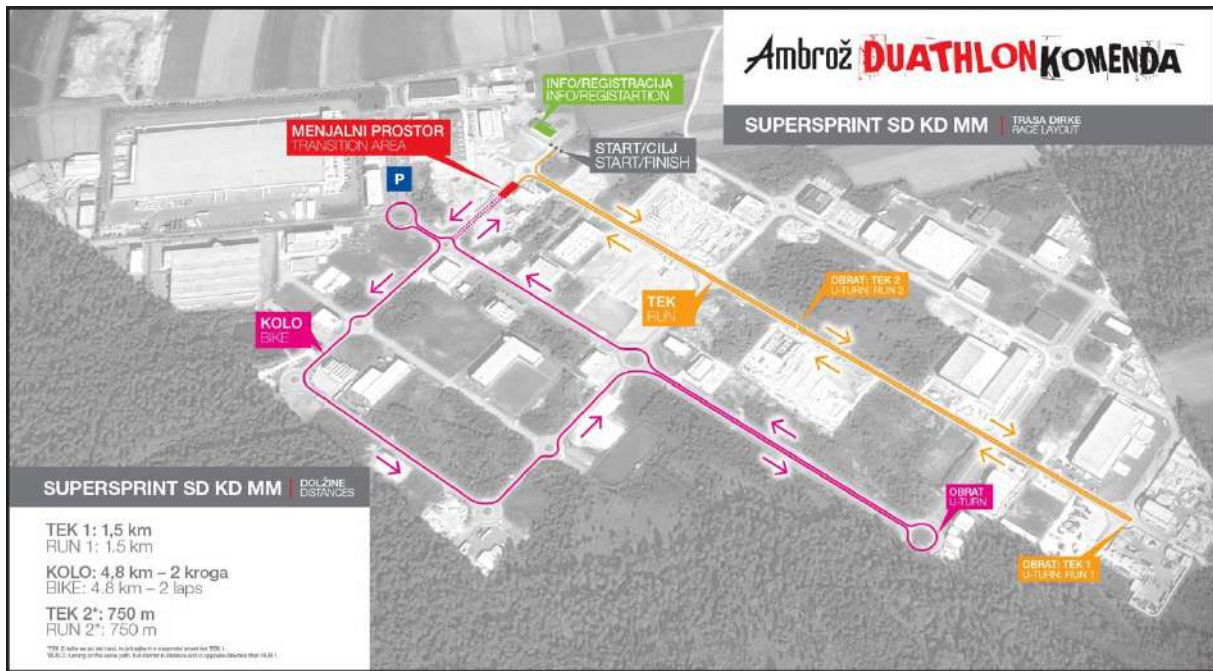 Ambrož DUATHLON KOMENDA
SUPERSPRINT SD KD MM
TRASA DIRKE
RACE LAYOUT
INFO/REGISTRACIJA
INFO/REGISTARTION
MENJALNI PROSTOR
TRANSITION AREA
START/CILJ
START/FINISH
P
OBRAT: TEK 2
U-TURN: RUN 2
TEK
RUN
KOLO
BIKE
OBRAT
U-TURN
OBRAT: TEK 1
U-TURN: RUN 1
SUPERSPRINT SD KD MM
DOLŽINE
DISTANCES
TEK 1: 1,5 km
RUN 1: 1.5 km
KOLO: 4,8 km – 2 kroga
BIKE: 4.8 km – 2 laps
TEK 2*: 750 m
RUN 2*: 750 m